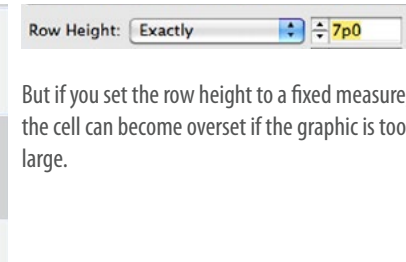 Row Height: Exactly 7p0
But if you set the row height to a fixed measure
the cell can become overset if the graphic is too
large.